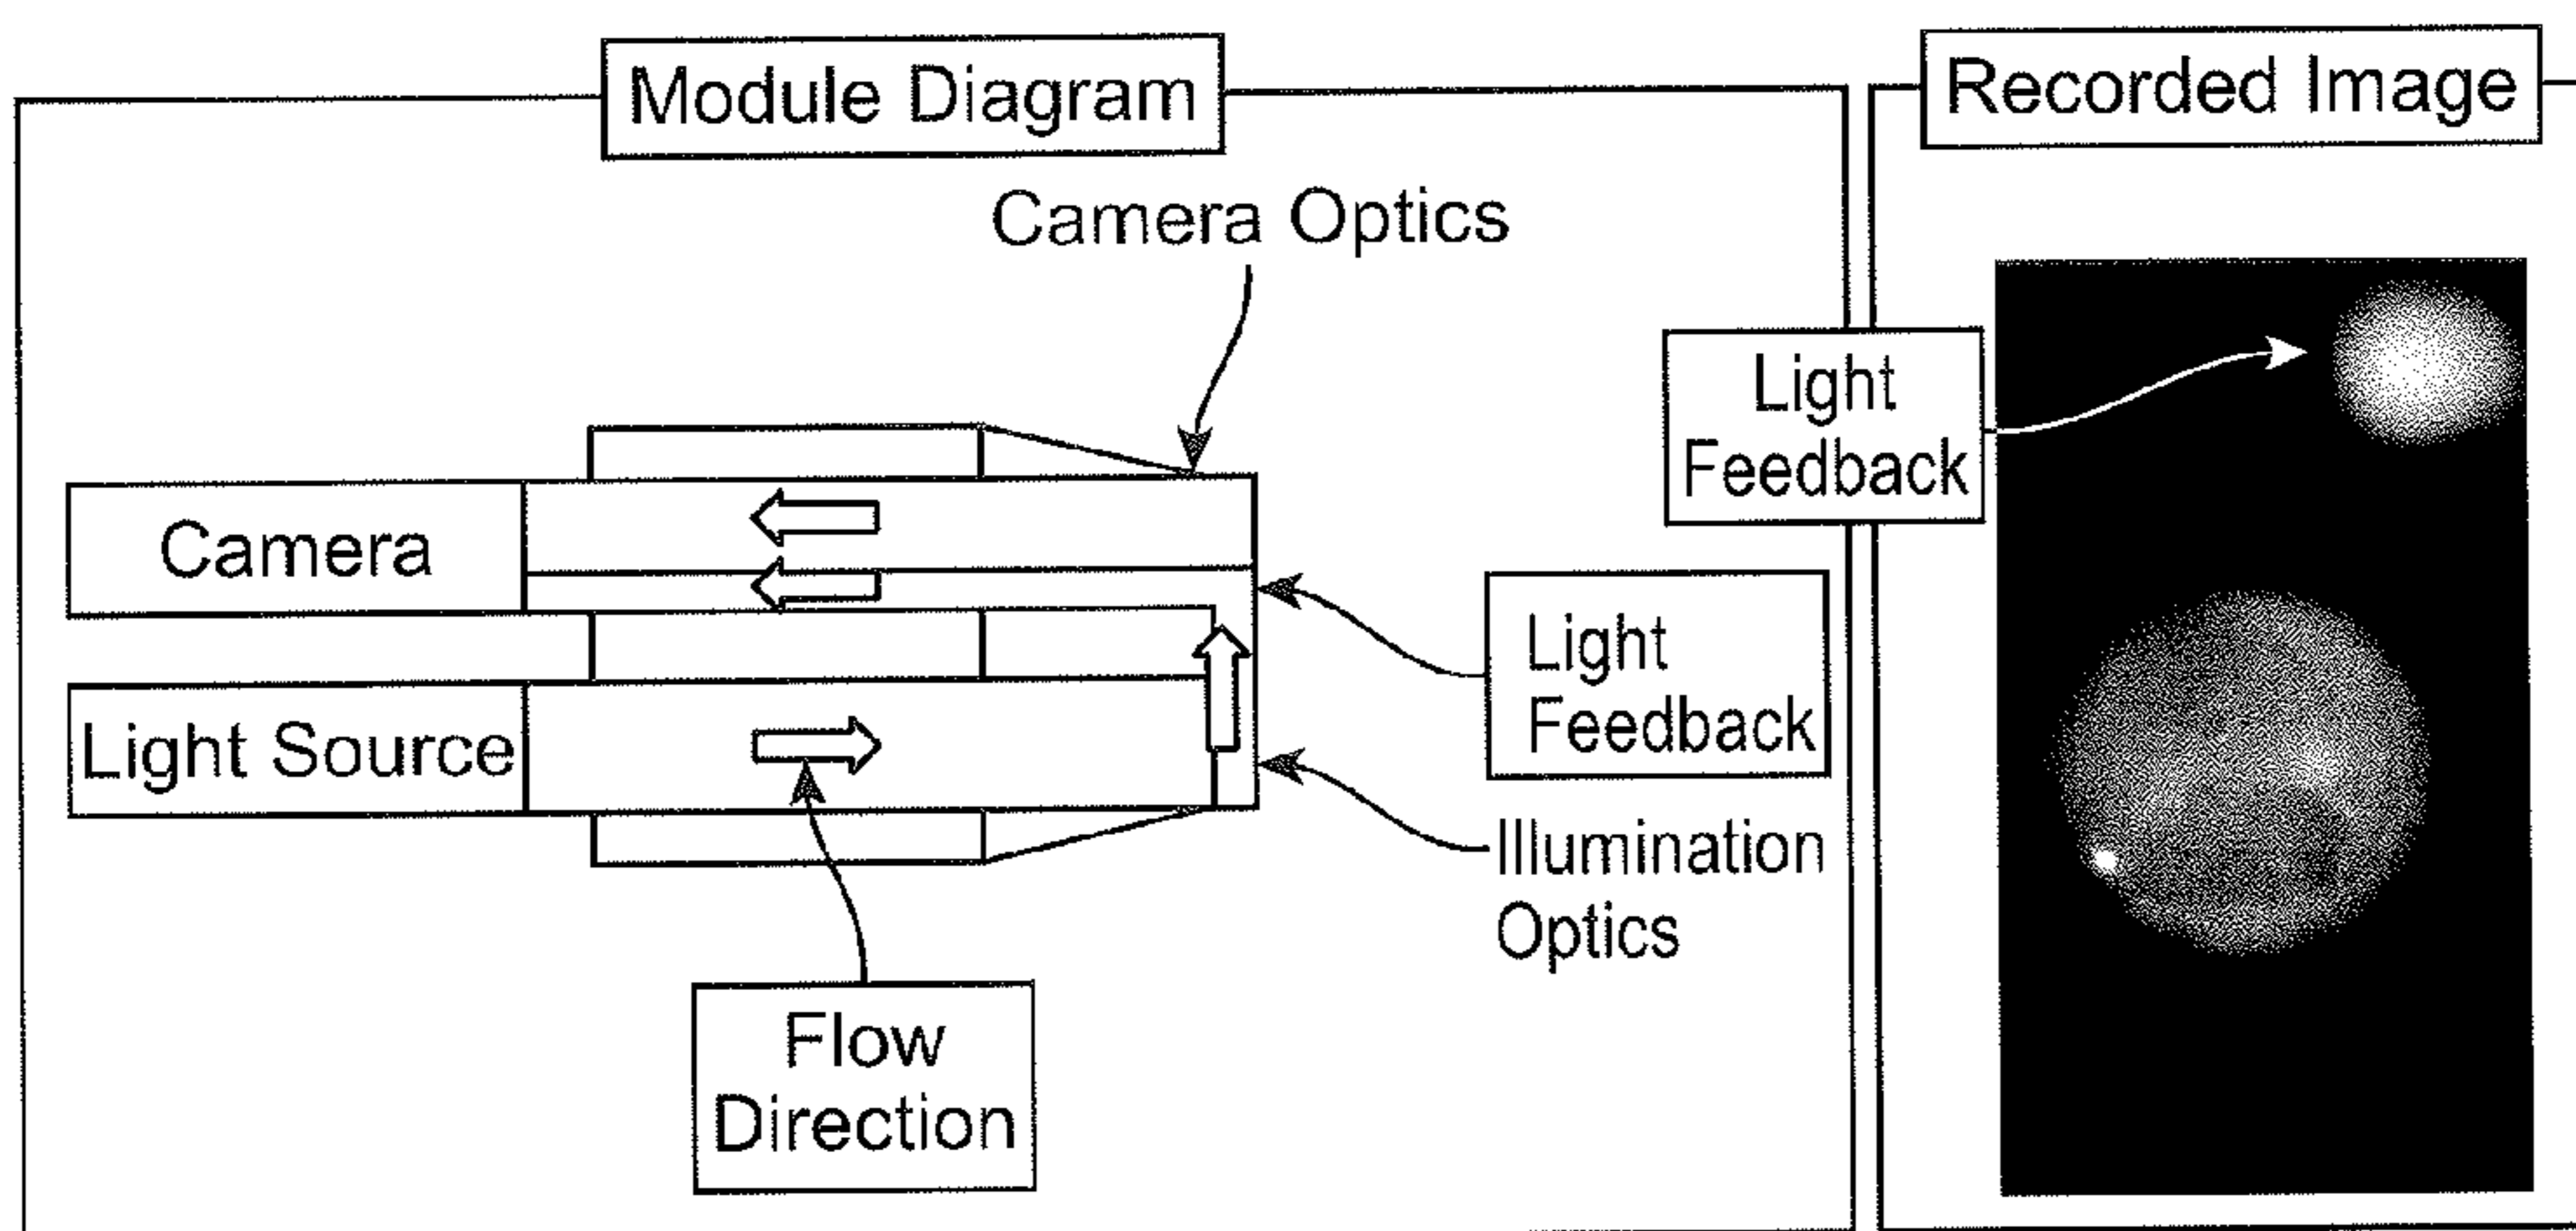 Module Diagram
Recorded Image
Camera Optics
Light
Feedback
Camera
Light
Feedback
Light Source
Illumination
Optics
Flow
Direction